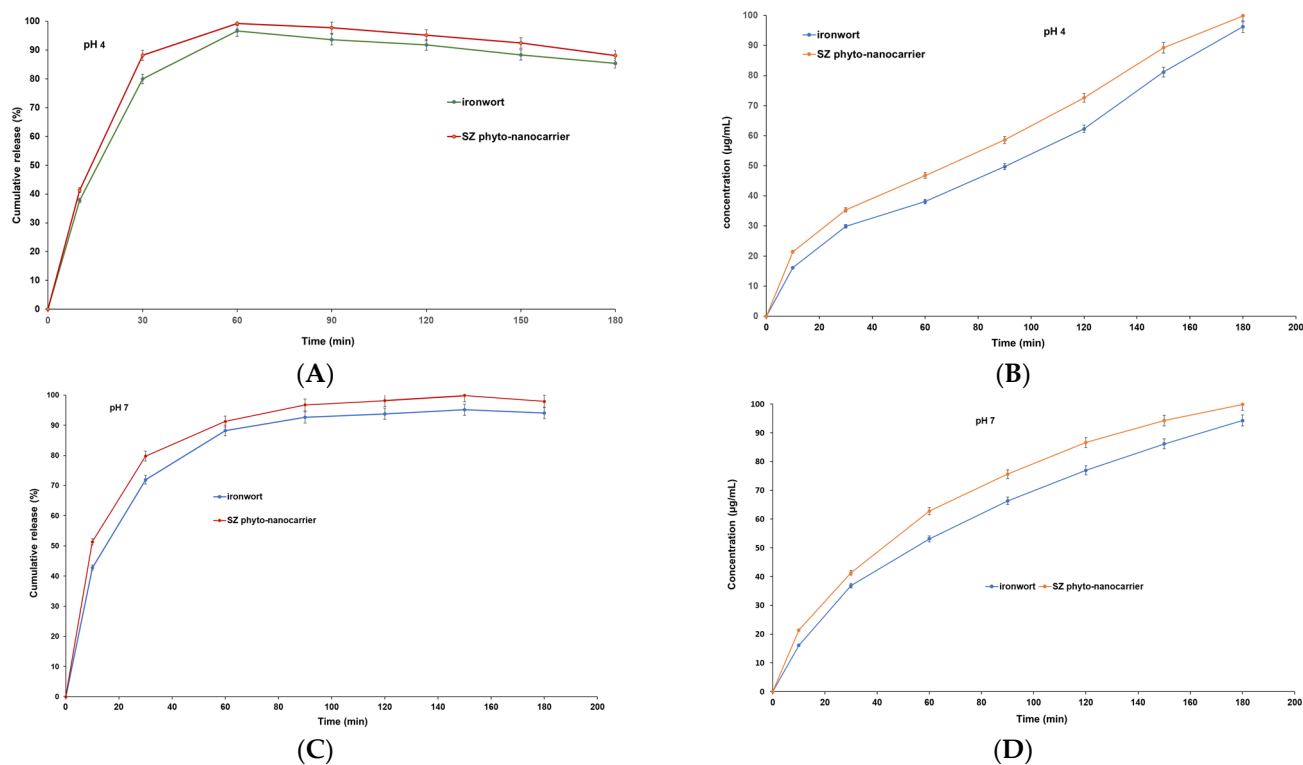 pH 4
Cumulative release (%)
100
90
80
70
60
50
40
30
20
10
0
0 30 60 90 120 150 180
Time (min)
ironwort
SZ phyto-nanocarrier
(A)
pH 4
concentration (µg/mL)
100
90
80
70
60
50
40
30
20
10
0
0 20 40 60 80 100 120 140 160 180 200
Time (min)
ironwort
SZ phyto-nanocarrier
(B)
pH 7
Cumulative release (%)
100
90
80
70
60
50
40
30
20
10
0
0 20 40 60 80 100 120 140 160 180 200
Time (min)
ironwort
SZ phyto-nanocarrier
(C)
pH 7
Concentration (µg/mL)
100
90
80
70
60
50
40
30
20
10
0
0 20 40 60 80 100 120 140 160 180 200
Time (min)
ironwort SZ phyto-nanocarrier
(D)